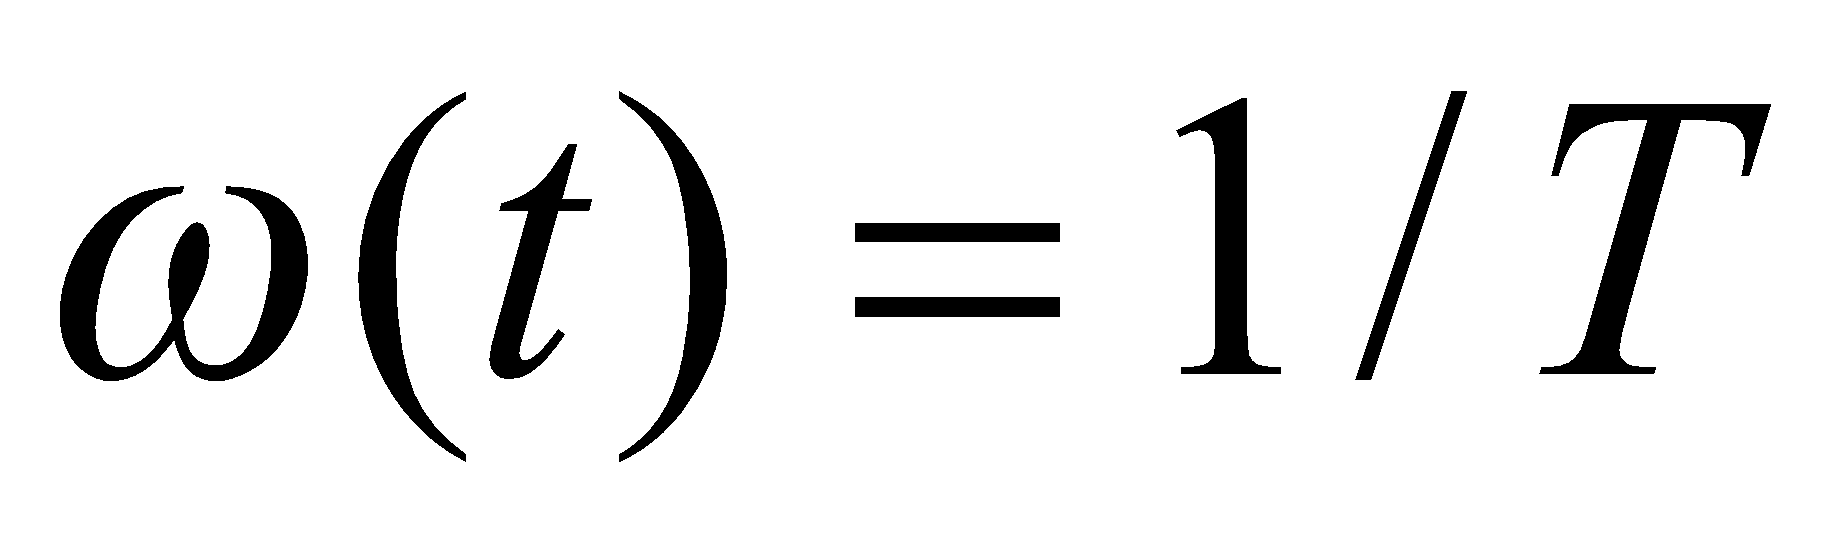 ω(t) = 1/T